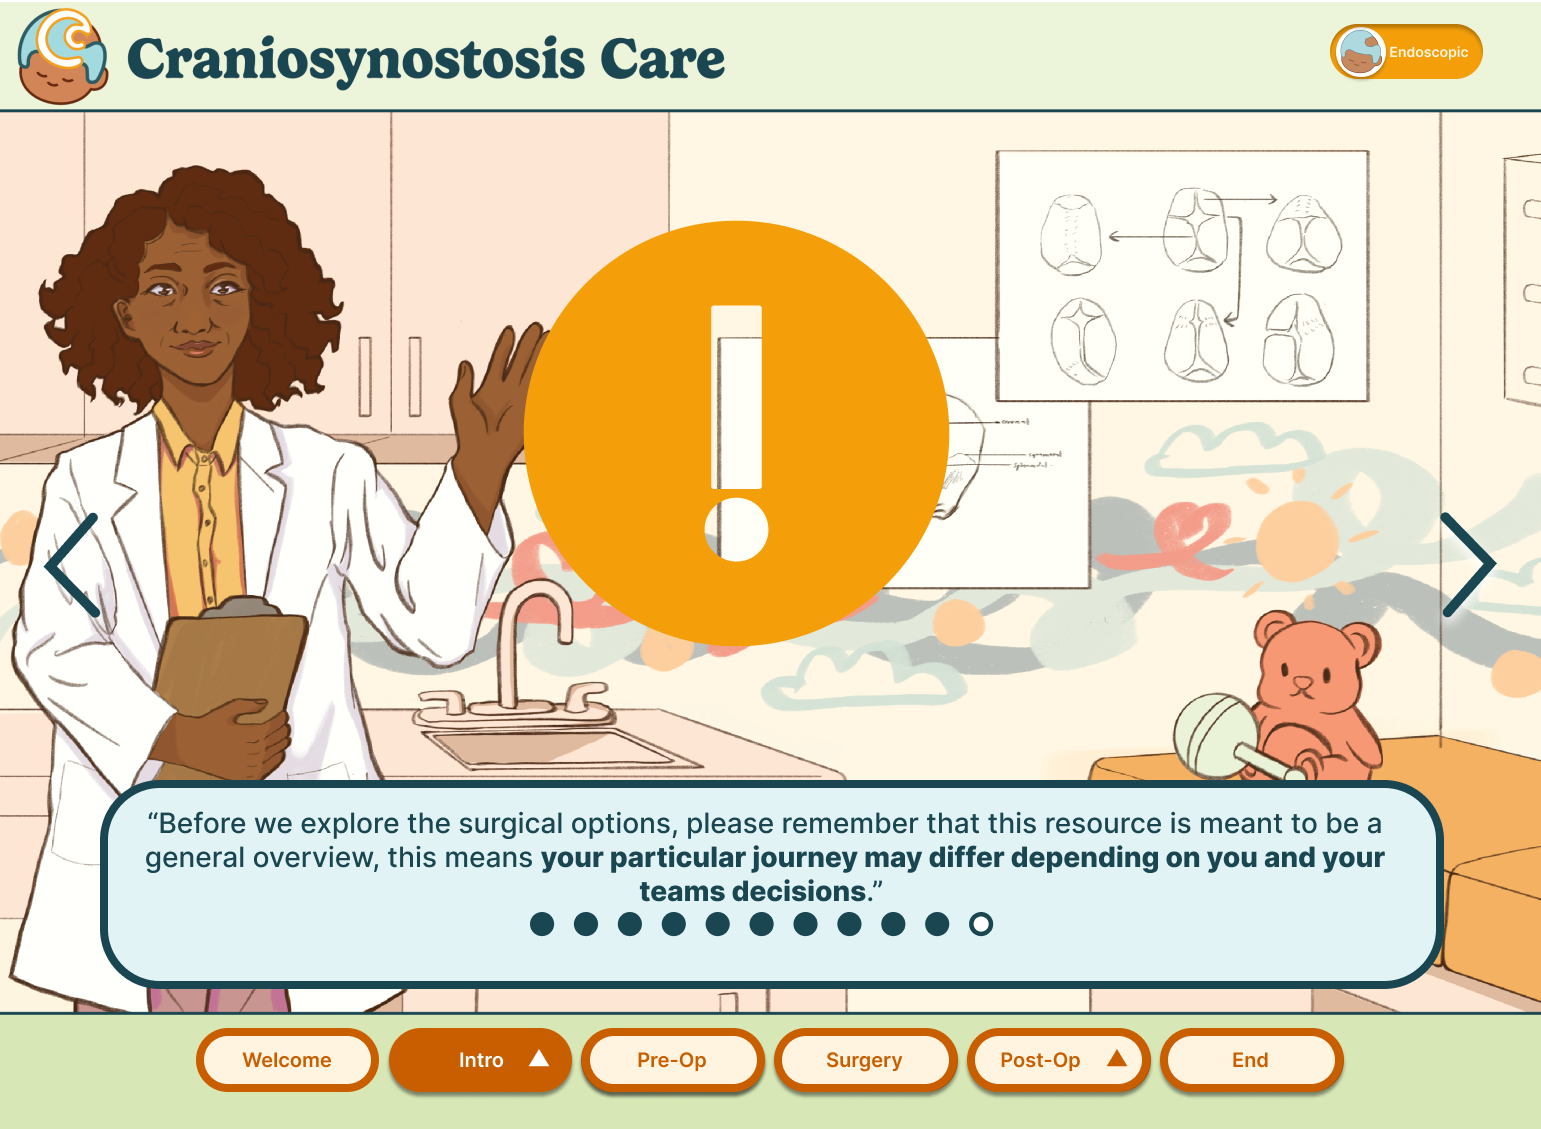 Craniosynostosis Care
Endoscopic
“Before we explore the surgical options, please remember that this resource is meant to be a
general overview, this means your particular journey may differ depending on you and your
teams decisions.”
Welcome
Intro
Pre-Op
Surgery
Post-Op
End